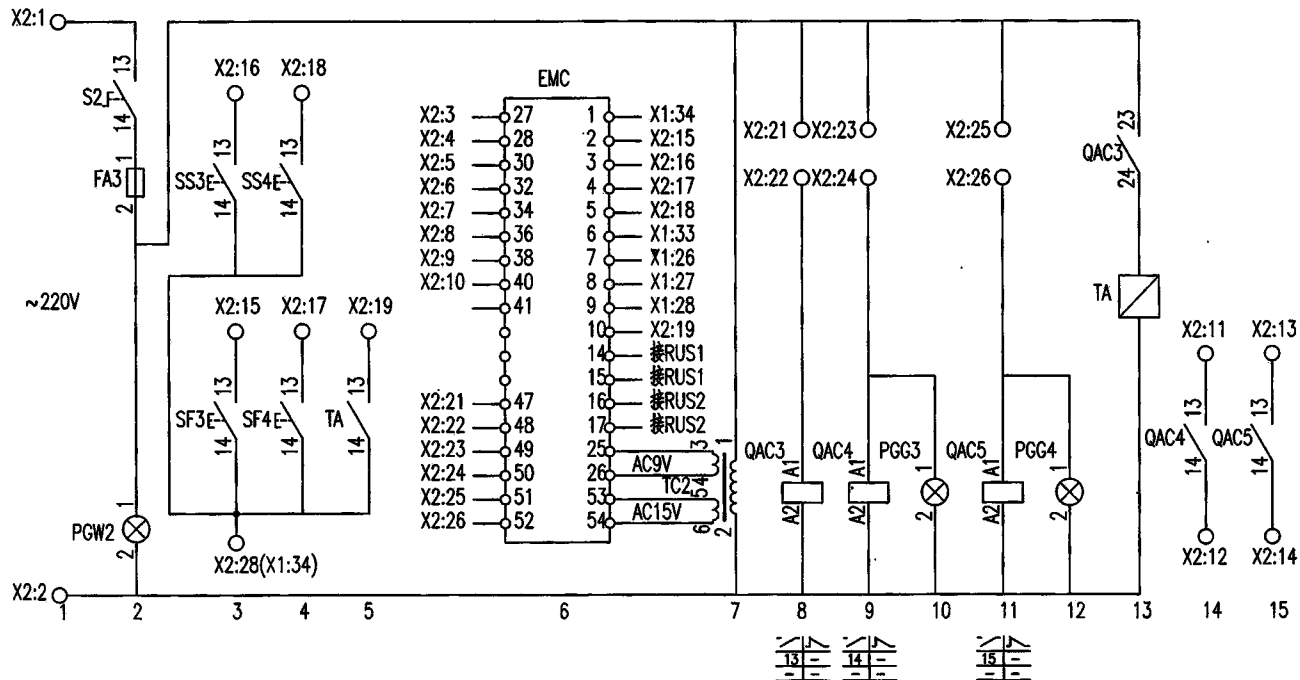 X2:1
13
S2
14
1
FA3
2
~220V
1
PGW2
2
X2:2
X2:16 X2:18
13 13
SS3 SS4
14 14
X2:15 X2:17 X2:19
13 13 13
SF3 SF4 TA
14 14 14
X2:28(X1:34)
EMC
X2:3 27 1 X1:34
X2:4 28 2 X2:15
X2:5 30 3 X2:16
X2:6 32 4 X2:17
X2:7 34 5 X2:18
X2:8 36 6 X1:33
X2:9 38 7 X1:26
X2:10 40 8 X1:27
41 9 X1:28
10 X2:19
14 接RUS1
15 接RUS1
X2:21 47 16 接RUS2
X2:22 48 17 接RUS2
X2:23 49 25
X2:24 50 26
X2:25 51 53
X2:26 52 54
AC9V
AC15V
3 1
TC2
5 4
6 2
X2:21 X2:23 X2:25
X2:22 X2:24 X2:26
QAC3 A1 A2
QAC4 A1 A2
PGG3 1 2
QAC5 A1 A2
PGG4 1 2
23
QAC3
24
TA
X2:11 X2:13
13 13
QAC4 QAC5
14 14
X2:12 X2:14
1 2 3 4 5 6 7 8 9 10 11 12 13 14 15
13 - 14 - 15 -
- - - - - -